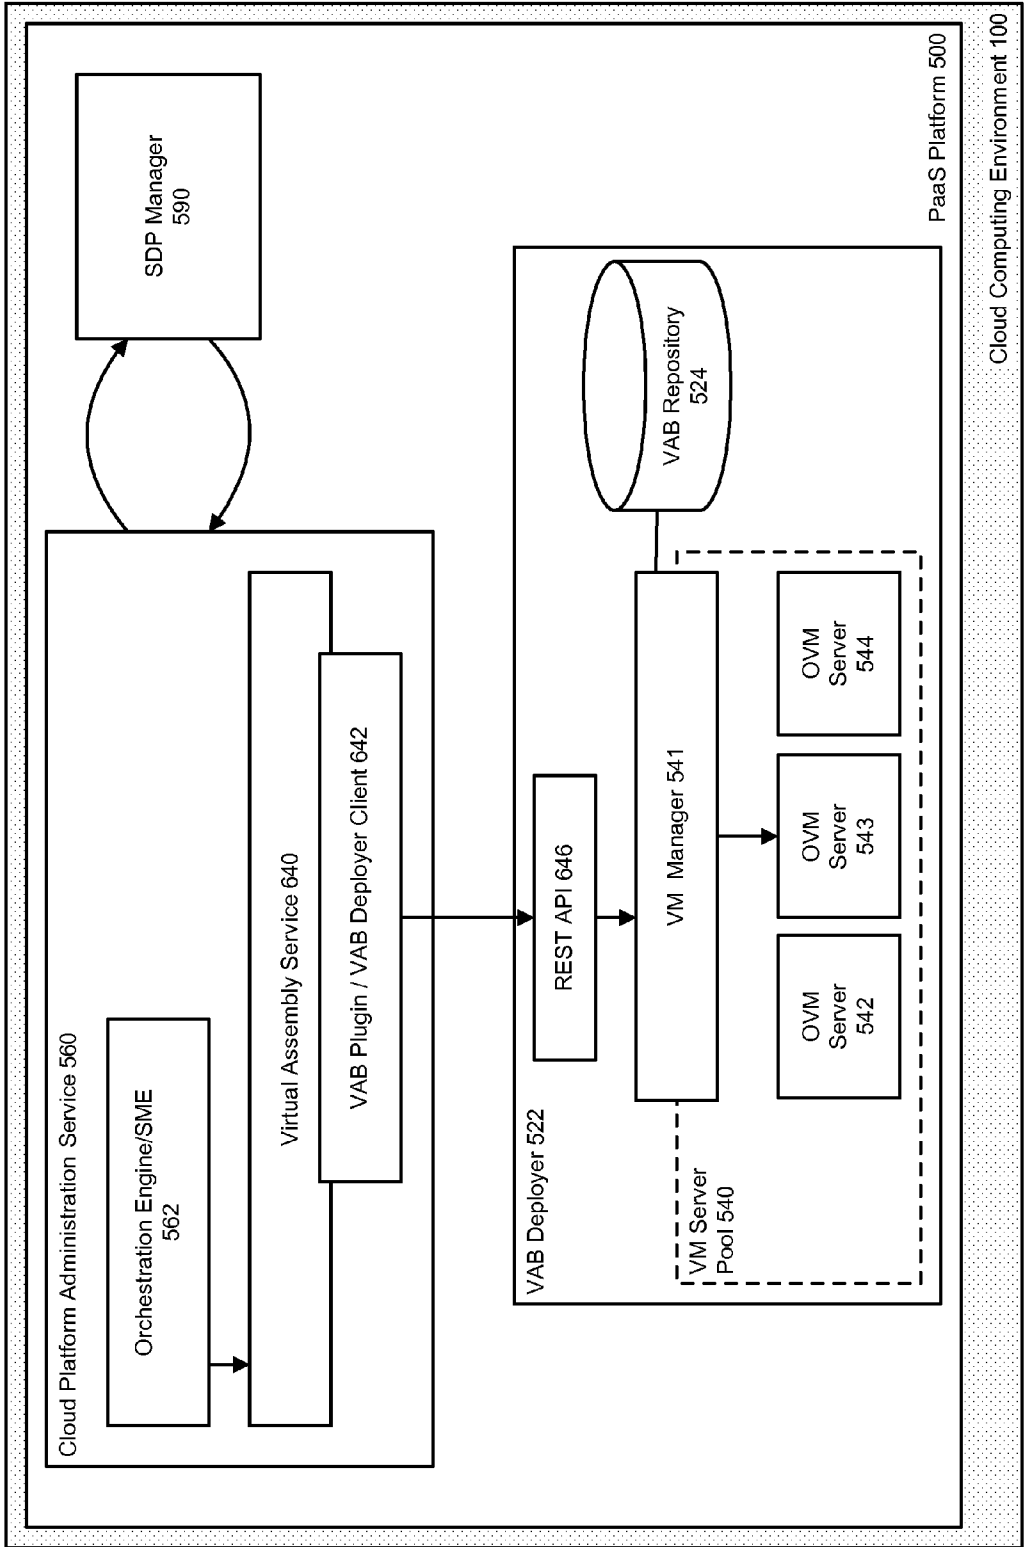 Cloud Platform Administration Service 560
Orchestration Engine/SME
562
Virtual Assembly Service 640
VAB Plugin / VAB Deployer Client 642
SDP Manager
590
VAB Deployer 522
REST API 646
VM Manager 541
VM Server
Pool 540
OVM
Server
542
OVM
Server
543
OVM
Server
544
VAB Repository
524
PaaS Platform 500
Cloud Computing Environment 100